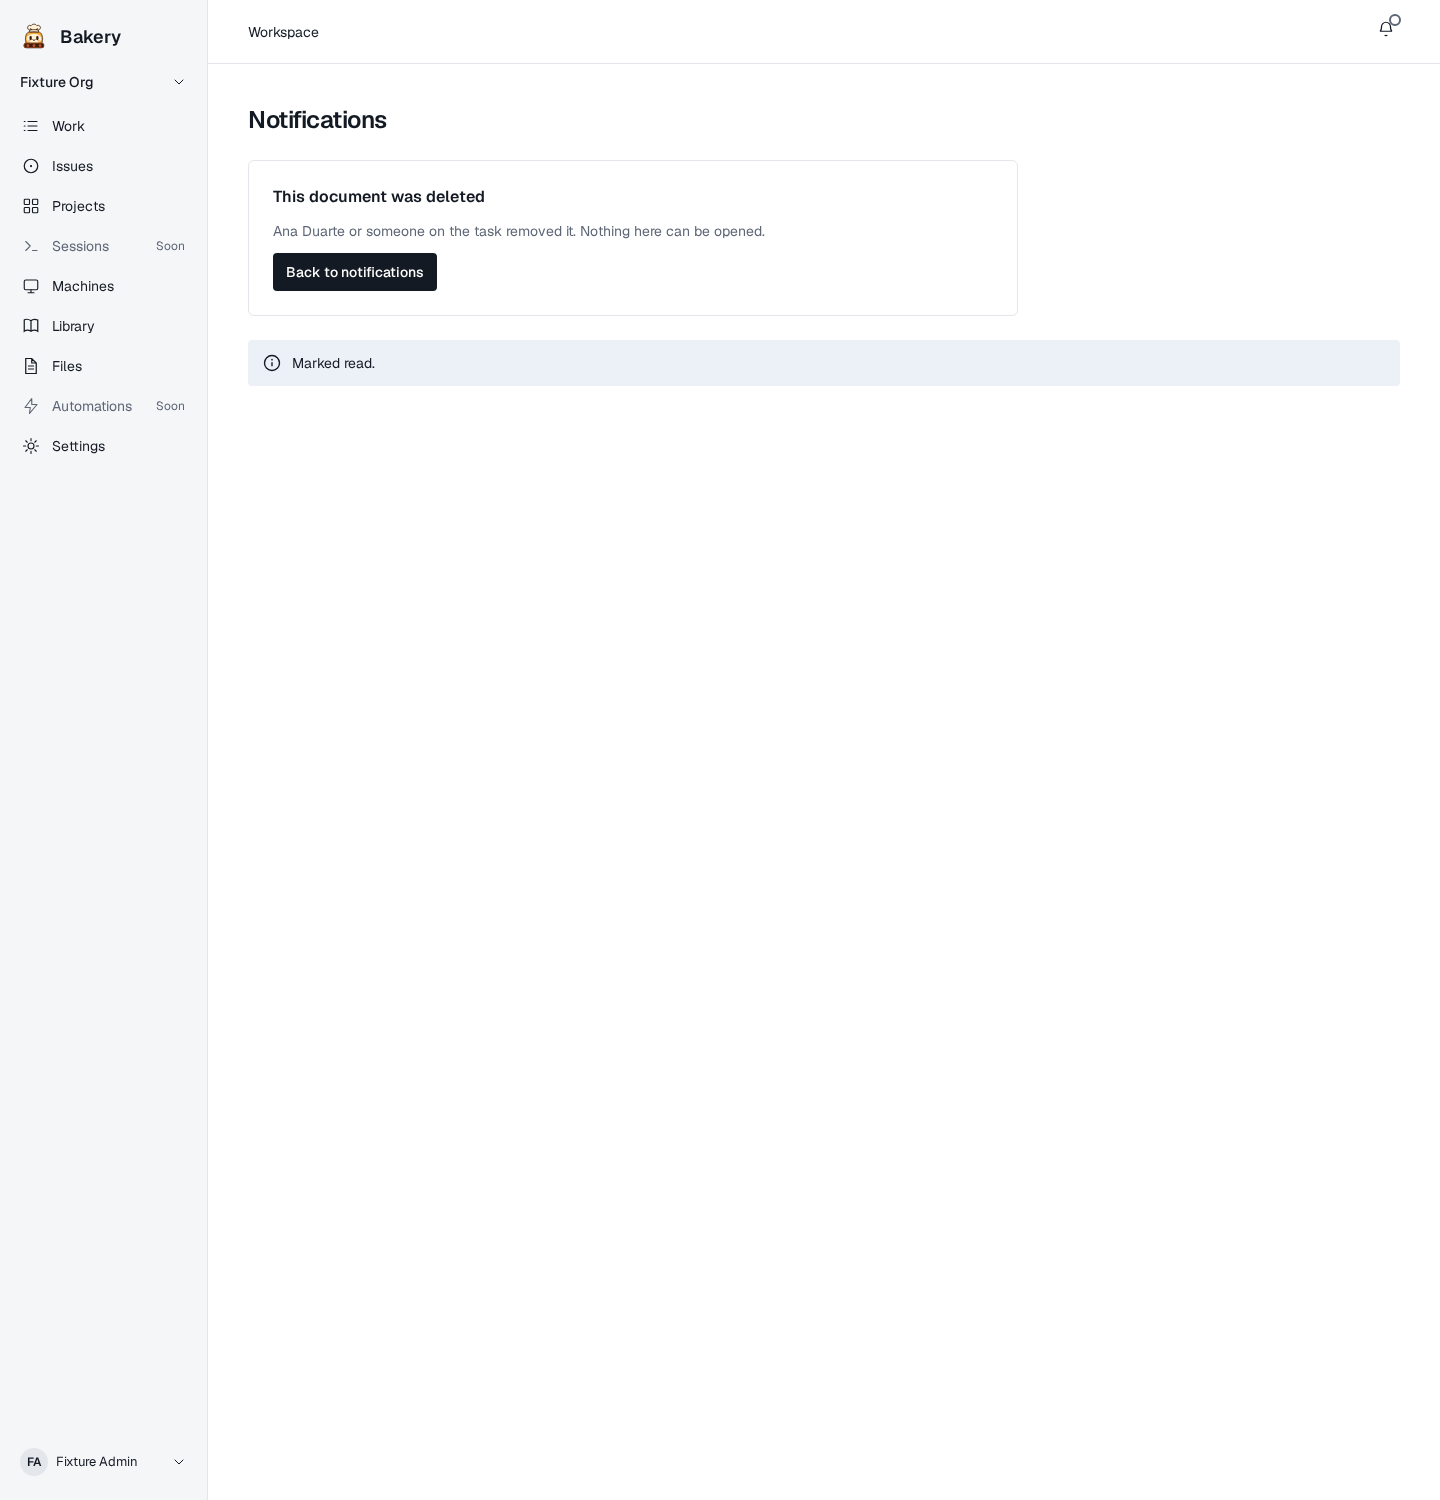 Bakery
Fixture Org
Work
Issues
Projects
Sessions Soon
Machines
Library
Files
Automations Soon
Settings
FA Fixture Admin
Workspace
Notifications
This document was deleted
Ana Duarte or someone on the task removed it. Nothing here can be opened.
Back to notifications
Marked read.